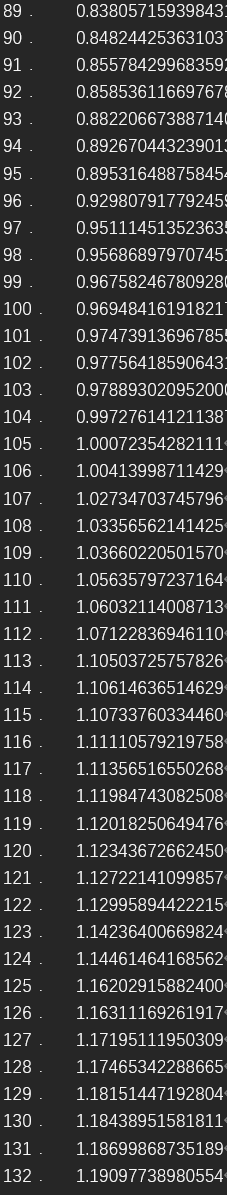 89 . 0.83805715939843
90 . 0.84824425363103
91 . 0.85578429968359
92 . 0.85853611669767
93 . 0.88220667388714
94 . 0.89267044323901
95 . 0.89531648875845
96 . 0.92980791779245
97 . 0.95111451352363
98 . 0.95686897970745
99 . 0.96758246780928
100 . 0.96948416191821
101 . 0.97473913696785
102 . 0.97756418590643
103 . 0.97889302095200
104 . 0.99727614121138
105 . 1.00072354282111
106 . 1.00413998711429
107 . 1.02734703745796
108 . 1.03356562141425
109 . 1.03660220501570
110 . 1.05635797237164
111 . 1.06032114008713
112 . 1.07122836946110
113 . 1.10503725757826
114 . 1.10614636514629
115 . 1.10733760334460
116 . 1.11110579219758
117 . 1.11356516550268
118 . 1.11984743082508
119 . 1.12018250649476
120 . 1.12343672662450
121 . 1.12722141099857
122 . 1.12995894422215
123 . 1.14236400669824
124 . 1.14461464168562
125 . 1.16202915882400
126 . 1.16311169261917
127 . 1.17195111950309
128 . 1.17465342288665
129 . 1.18151447192804
130 . 1.18438951581811
131 . 1.18699868735189
132 . 1.19097738980554